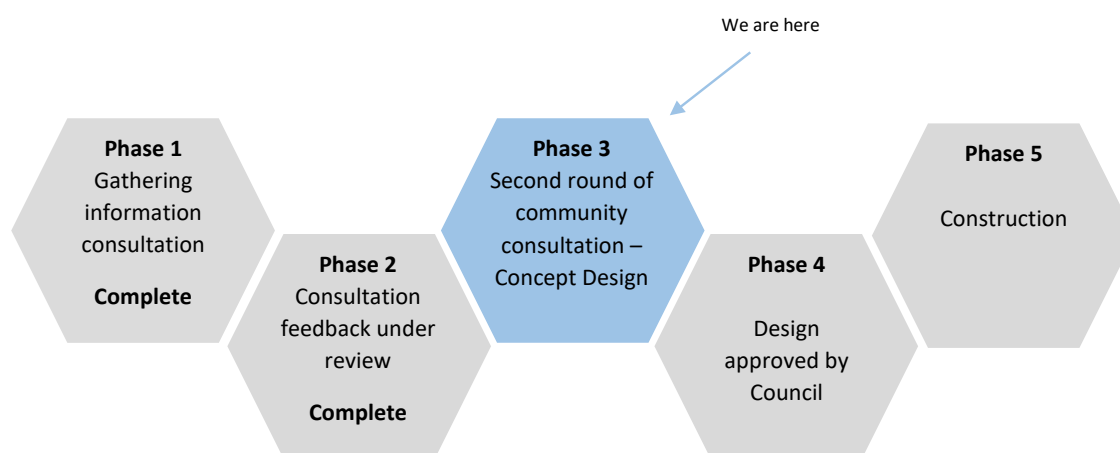 We are here
Phase 1
Gathering
information
consultation
Complete
Phase 2
Consultation
feedback under
review
Complete
Phase 3
Second round of
community
consultation –
Concept Design
Phase 4
Design
approved by
Council
Phase 5
Construction